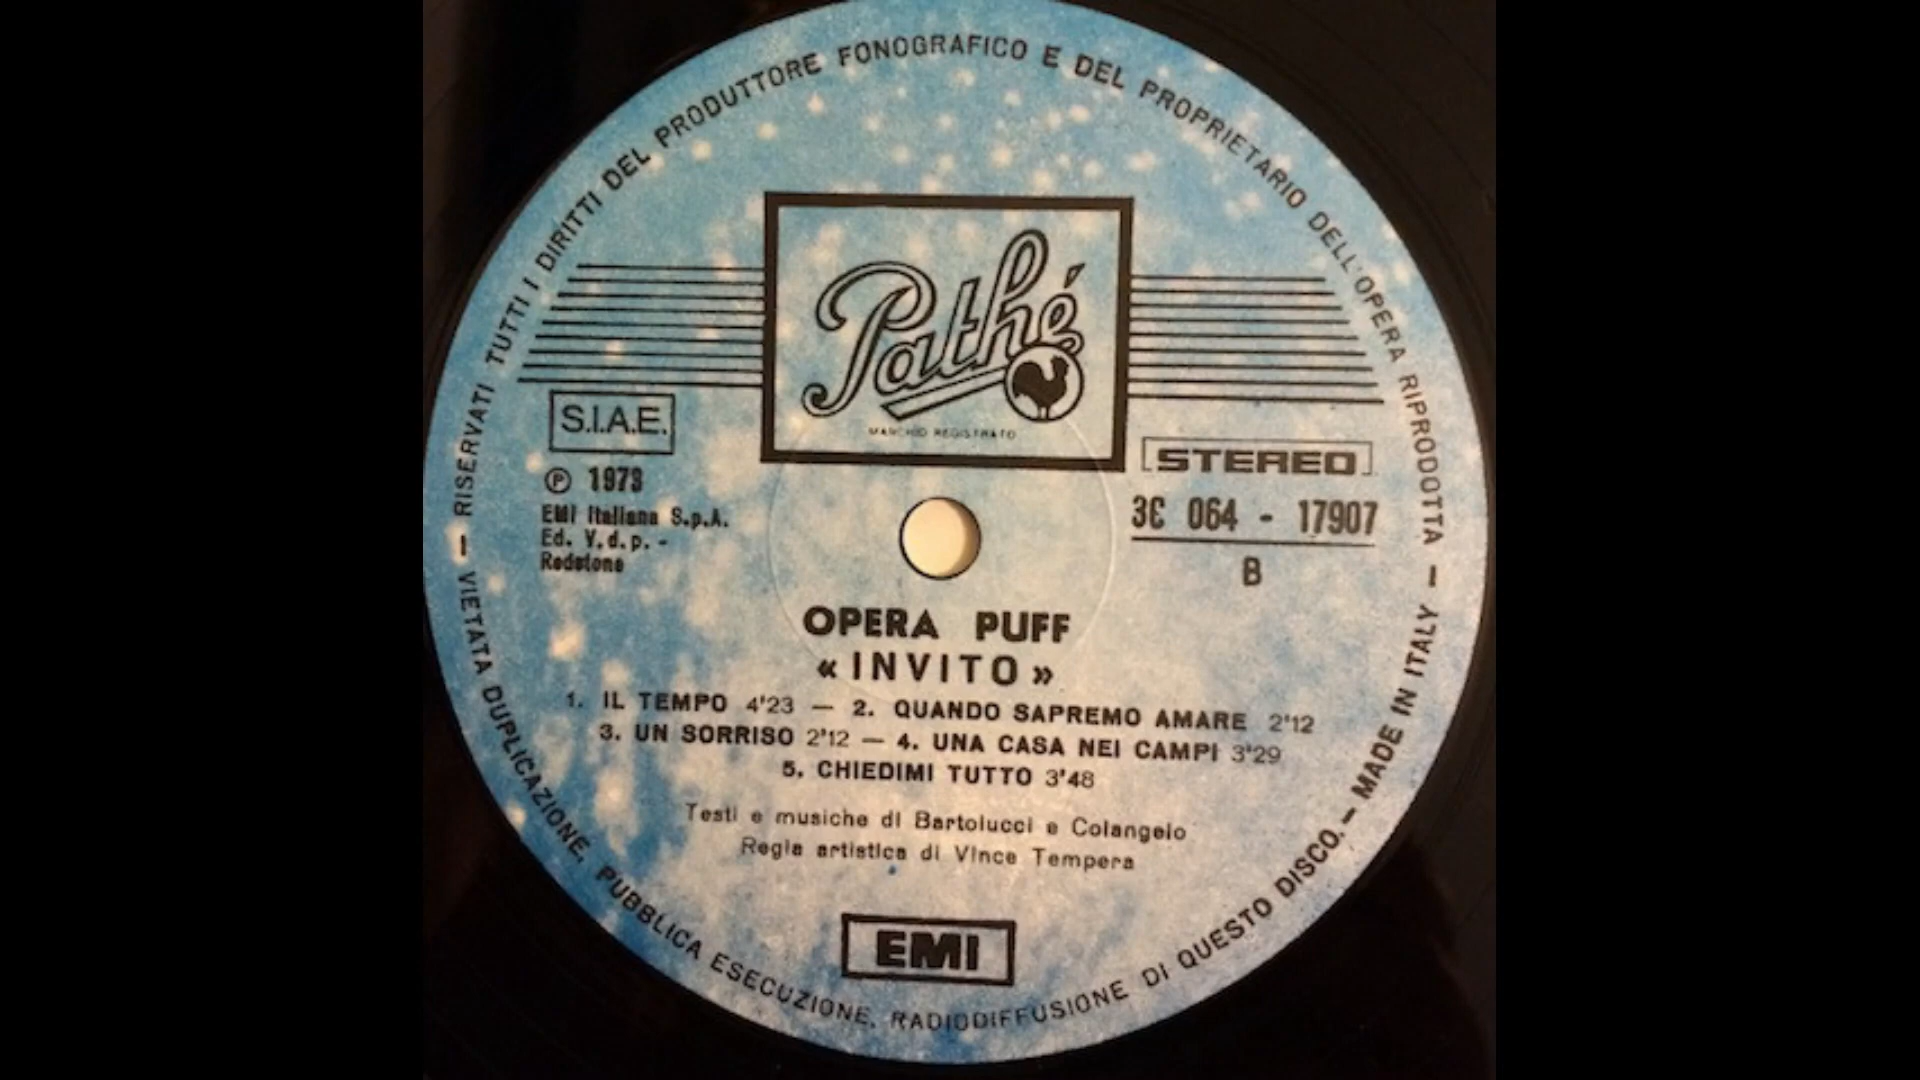 RISERVATI TUTTI I DIRITTI DEL PRODUTTORE FONOGRAFICO E DEL PROPRIETARIO DELL'OPERA RIPRODOTTA —
Pathé
MARCHIO REGISTRATO
S.I.A.E.
STEREO
℗ 1973
EMI Italiana S.p.A.
Ed. V.d.p. -
Redstone
3C 064 - 17907
B
OPERA PUFF
«INVITO»
1. IL TEMPO 4'23 — 2. QUANDO SAPREMO AMARE 2'12
3. UN SORRISO 2'12 — 4. UNA CASA NEI CAMPI 3'29
5. CHIEDIMI TUTTO 3'48
Testi e musiche di Bartolucci e Colangelo
Regia artistica di Vince Tempera
EMI
— VIETATA DUPLICAZIONE, PUBBLICA ESECUZIONE, RADIODIFFUSIONE DI QUESTO DISCO. — MADE IN ITALY —